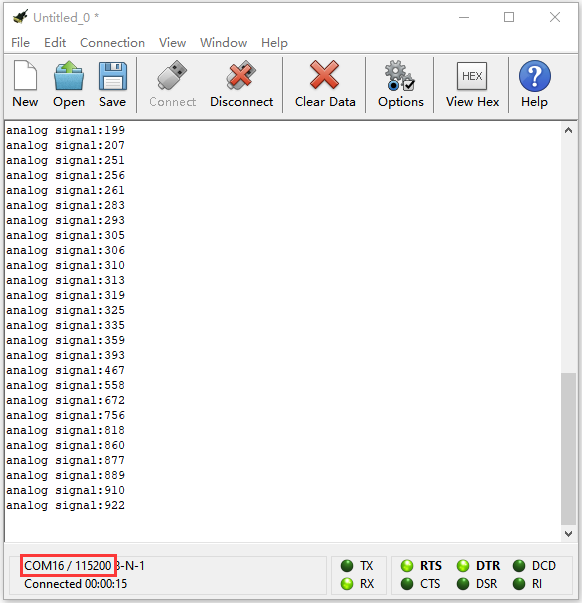 Untitled_0 *
File Edit Connection View Window Help
HEX
New Open Save Connect Disconnect Clear Data Options View Hex Help
analog signal:199
analog signal:207
analog signal:251
analog signal:256
analog signal:261
analog signal:283
analog signal:293
analog signal:305
analog signal:306
analog signal:310
analog signal:313
analog signal:319
analog signal:325
analog signal:335
analog signal:359
analog signal:393
analog signal:467
analog signal:558
analog signal:672
analog signal:756
analog signal:818
analog signal:860
analog signal:877
analog signal:889
analog signal:910
analog signal:922
COM16 / 115200 8-N-1
Connected 00:00:15
TX RTS DTR DCD
RX CTS DSR RI